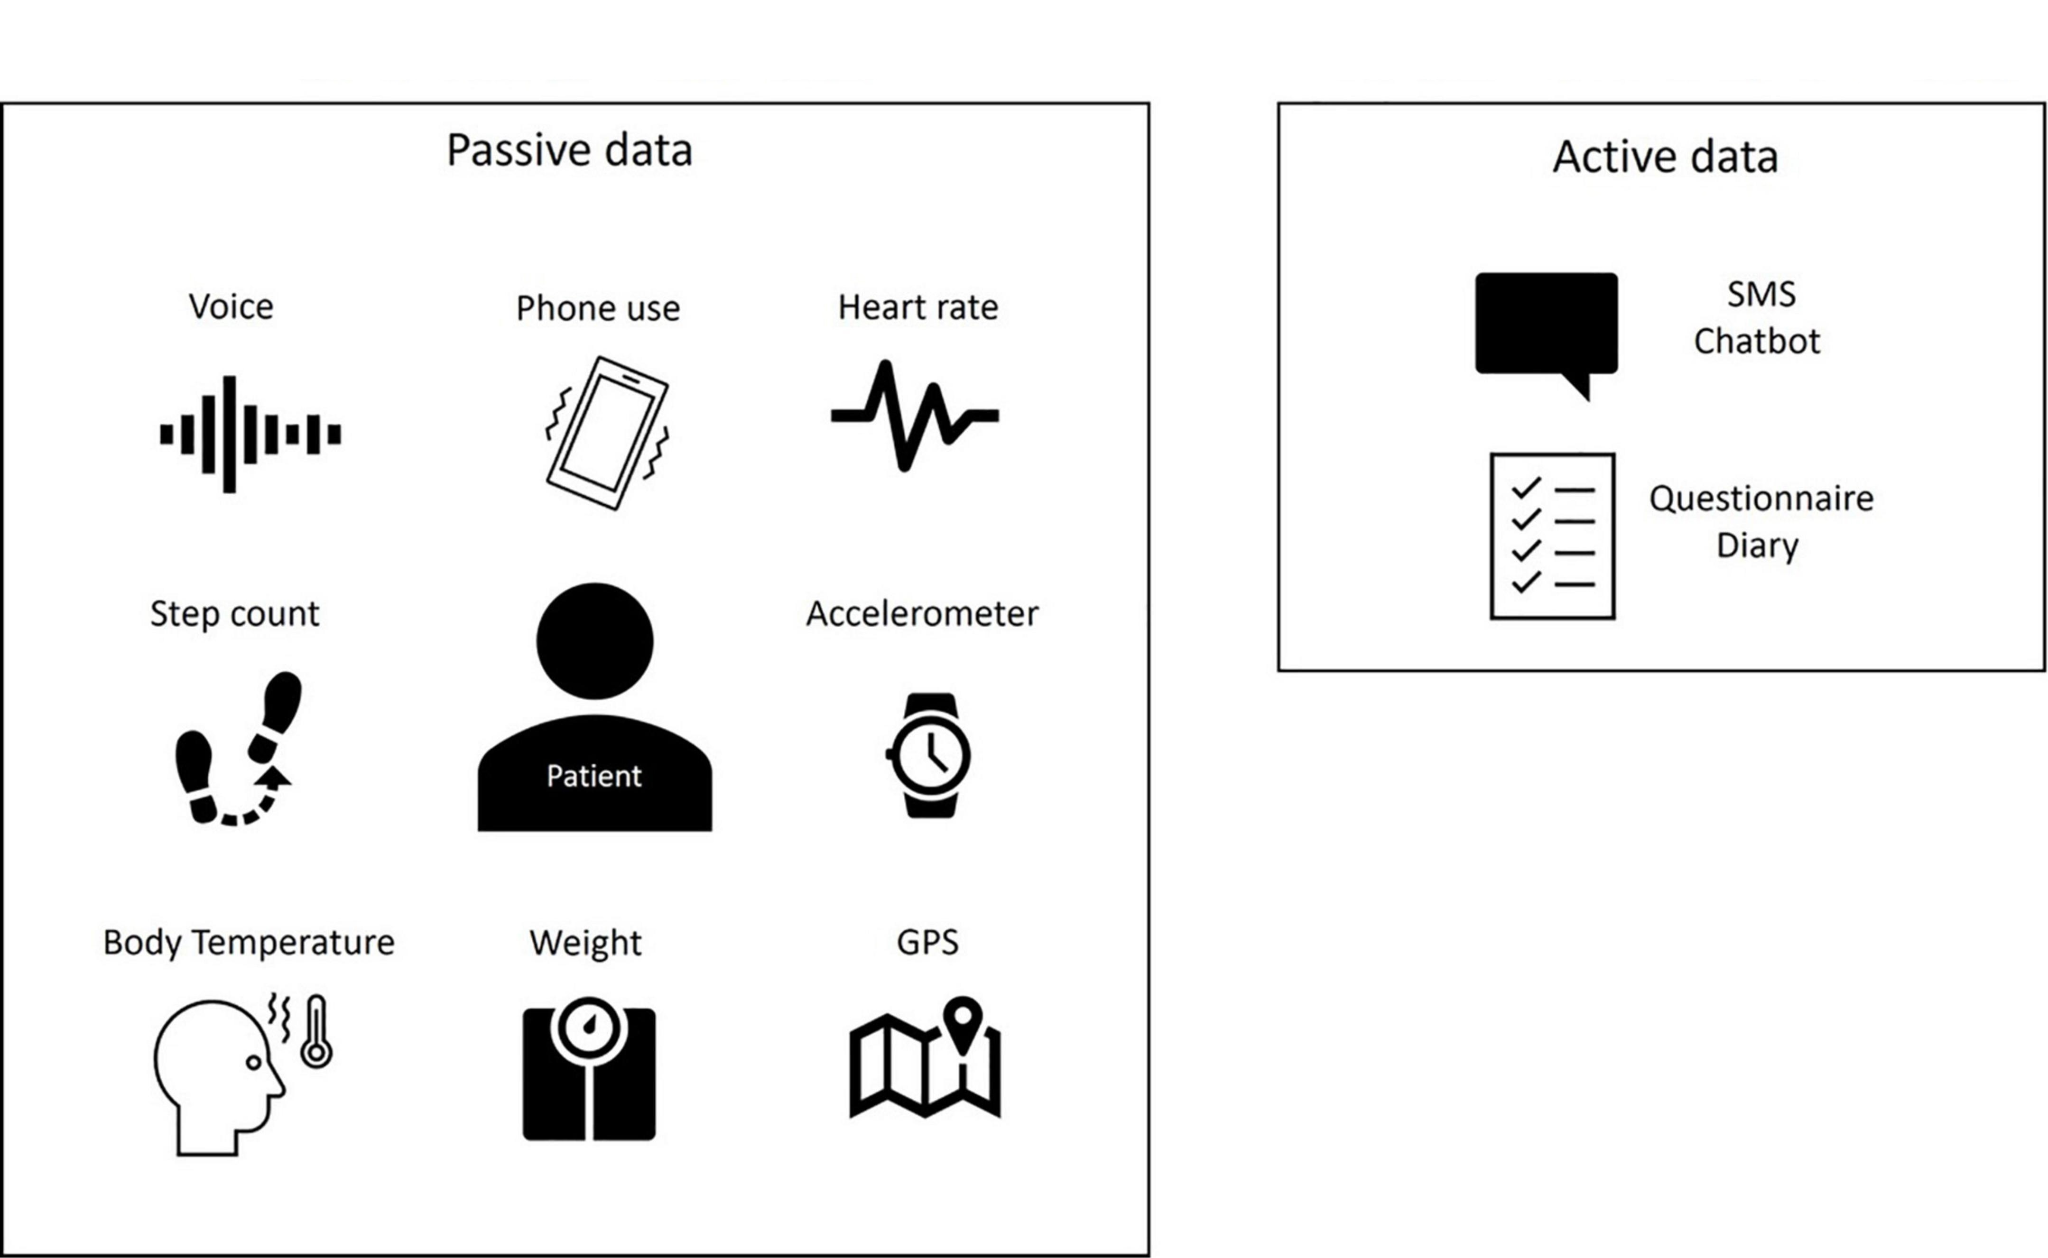 Passive data
Voice
Phone use
Heart rate
Step count
Patient
Accelerometer
Body Temperature
Weight
GPS
Active data
SMS
Chatbot
Questionnaire
Diary